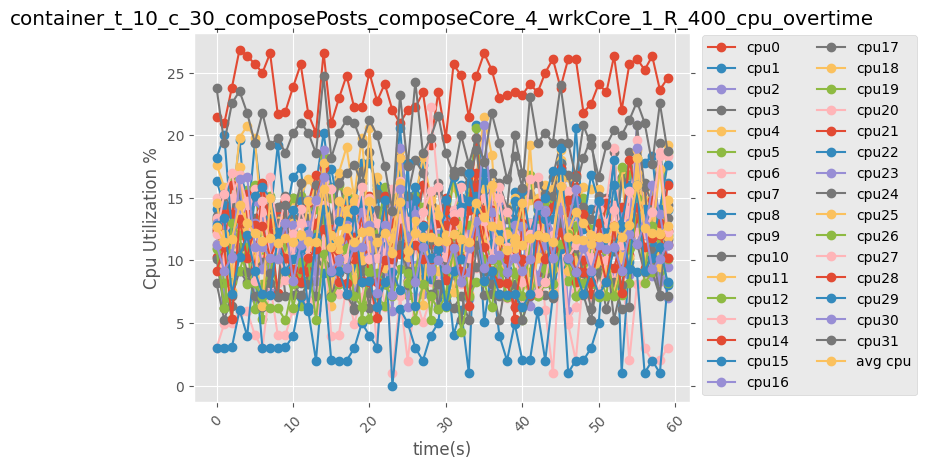 container_t_10_c_30_composePosts_composeCore_4_wrkCore_1_R_400_cpu_overtime
Cpu Utilization %
25
20
15
10
5
0
0
10
20
30
40
50
60
time(s)
cpu0
cpu1
cpu2
cpu3
cpu4
cpu5
cpu6
cpu7
cpu8
cpu9
cpu10
cpu11
cpu12
cpu13
cpu14
cpu15
cpu16
cpu17
cpu18
cpu19
cpu20
cpu21
cpu22
cpu23
cpu24
cpu25
cpu26
cpu27
cpu28
cpu29
cpu30
cpu31
avg cpu